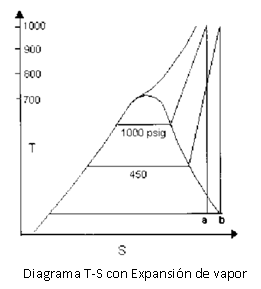 1000
900
800
700
T
1000 psig
450
a b
S
Diagrama T-S con Expansión de vapor